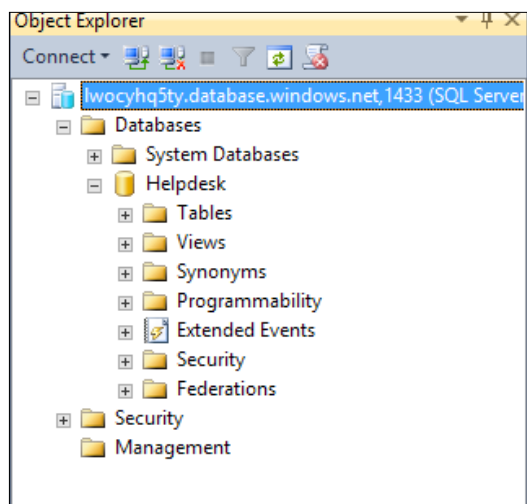 Object Explorer
Connect
lwocyhq5ty.database.windows.net,1433 (SQL Server
Databases
System Databases
Helpdesk
Tables
Views
Synonyms
Programmability
Extended Events
Security
Federations
Security
Management